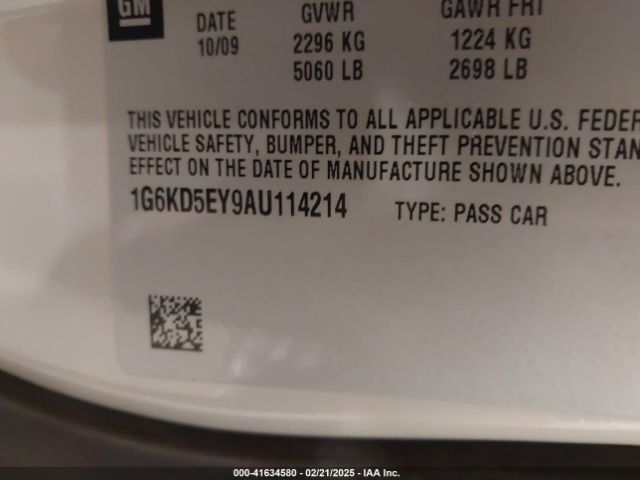 GM
DATE GVWR GAWR FRT
10/09 2296 KG 1224 KG
5060 LB 2698 LB
THIS VEHICLE CONFORMS TO ALL APPLICABLE U.S. FEDER
VEHICLE SAFETY, BUMPER, AND THEFT PREVENTION STAN
EFFECT ON THE DATE OF MANUFACTURE SHOWN ABOVE.
1G6KD5EY9AU114214 TYPE: PASS CAR
000-41634580 - 02/21/2025 - IAA Inc.